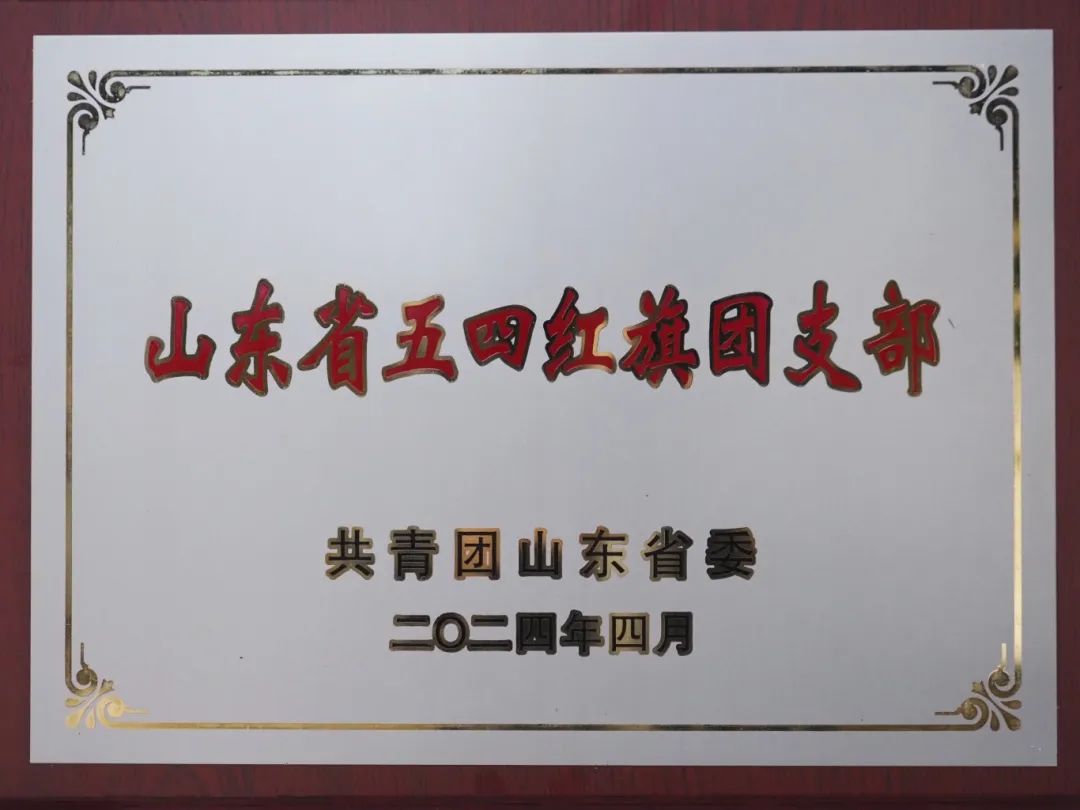 山东省五四红旗团支部
共青团山东省委
二〇二四年四月